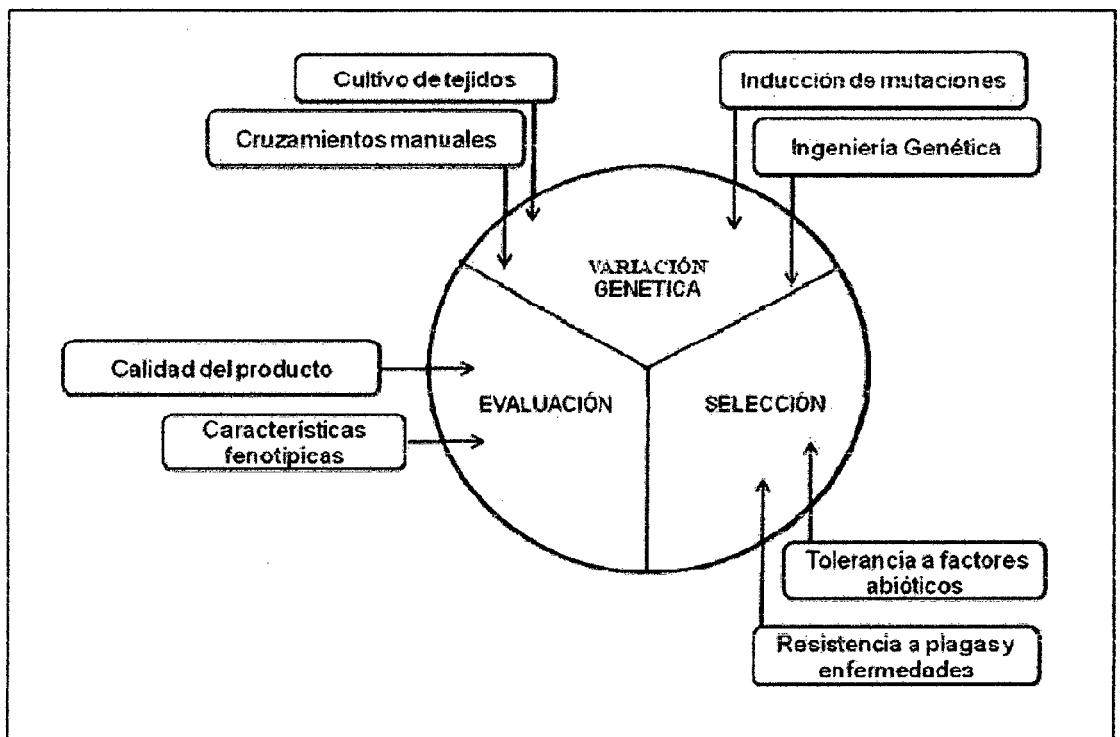 Cultivo de tejidos
Inducción de mutaciones
Cruzamientos manuales
Ingeniería Genética
VARIACIÓN
GENETICA
Calidad del producto
EVALUACIÓN
SELECCIÓN
Características
fenotípicas
Tolerancia a factores
abióticos
Resistencia a plagas y
enfermedades